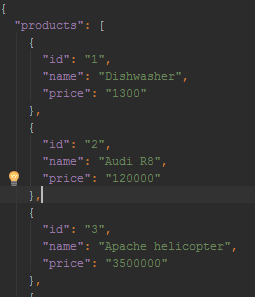 {
"products": [
{
"id": "1",
"name": "Dishwasher",
"price": "1300"
},
{
"id": "2",
"name": "Audi R8",
"price": "120000"
},
{
"id": "3",
"name": "Apache helicopter",
"price": "3500000"
},
{